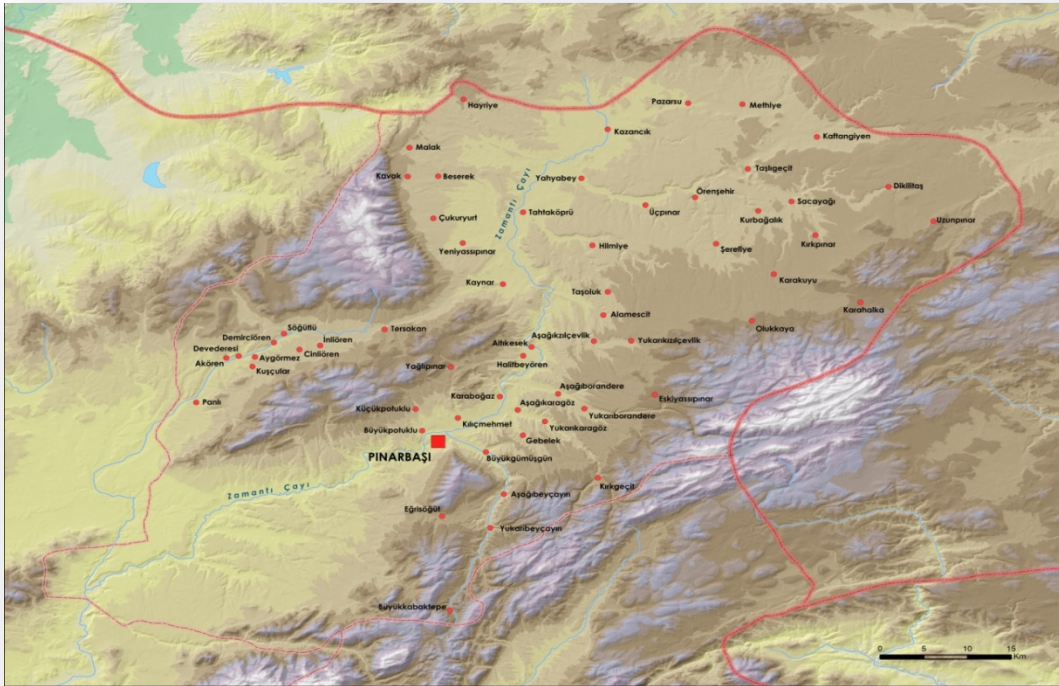 Hayriye
Pazarsu
Methiye
Kazancık
Kaftangiyen
Malak
Taşlıgeçit
Kavak
Beserek
Yahyabey
Zamantı Çayı
Dikilitaş
Örenşehir
Sacayağı
Üçpınar
Kurbağalık
Tahtaköprü
Çukuryurt
Uzunpınar
Kırkpınar
Yeniyassıpınar
Hilmiye
Şerefiye
Karakuyu
Kaynar
Taşoluk
Karahalka
Alamescit
Olukkaya
Söğütlü
Tersakan
Demirciören
İnliören
Aşağıkızılçevlik
Yukarıkızılçevlik
Altıkesek
Devederesi
Aygörmez
Cinliören
Akören
Halitbeyören
Kuşçular
Yağlıpınar
Aşağıborandere
Karaboğaz
Eskiyassıpınar
Panlı
Küçükpotuklu
Aşağıkaragöz
Yukarıborandere
Kılıçmehmet
Yukarıkaragöz
Büyükpotuklu
Gebelek
PINARBAŞI
Büyükgümüşgün
Kırkgeçit
Zamantı Çayı
Aşağıbeyçayırı
Eğrisöğüt
Yukarıbeyçayırı
Büyükkabaktepe
0 5 10 15
Km